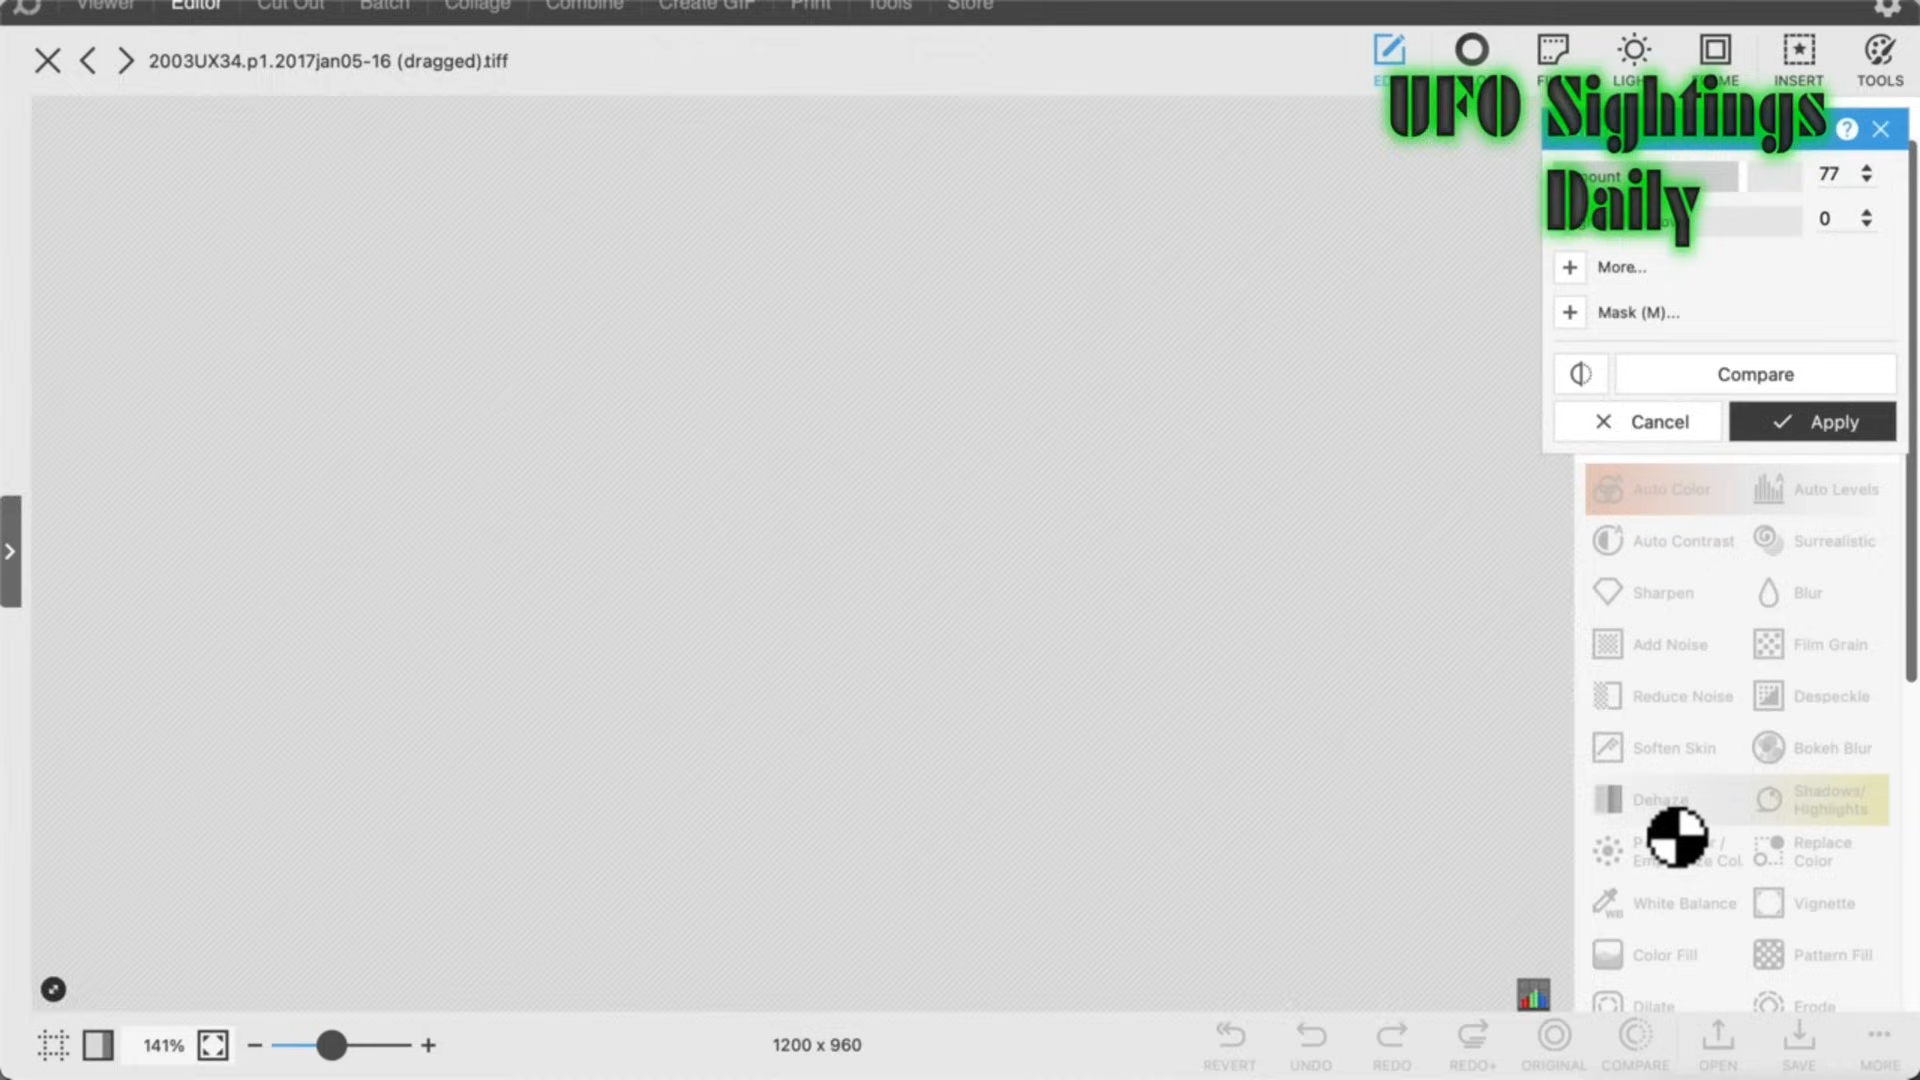 Viewer Editor Cut Out Batch Collage Combine Create GIF Print Tools Store
2003UX34.p1.2017jan05-16 (dragged).tiff
INSERT TOOLS
UFO Sightings
Daily
77
0
More...
Mask (M)...
Compare
Cancel Apply
Auto Color Auto Levels
Auto Contrast Surrealistic
Sharpen Blur
Add Noise Film Grain
Reduce Noise Despeckle
Soften Skin Bokeh Blur
Dehaze Shadows/
Highlights
Replace
Color
White Balance Vignette
Color Fill Pattern Fill
Dilate Erode
141% 1200 x 960
REVERT UNDO REDO REDO+ ORIGINAL COMPARE OPEN SAVE MORE